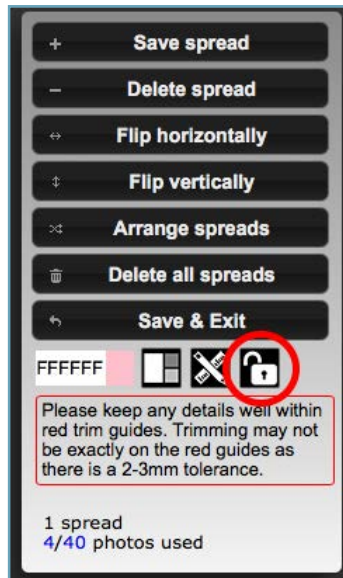 Save spread
Delete spread
Flip horizontally
Flip vertically
Arrange spreads
Delete all spreads
Save & Exit
FFFFFF
Please keep any details well within
red trim guides. Trimming may not
be exactly on the red guides as
there is a 2-3mm tolerance.
1 spread
4/40 photos used